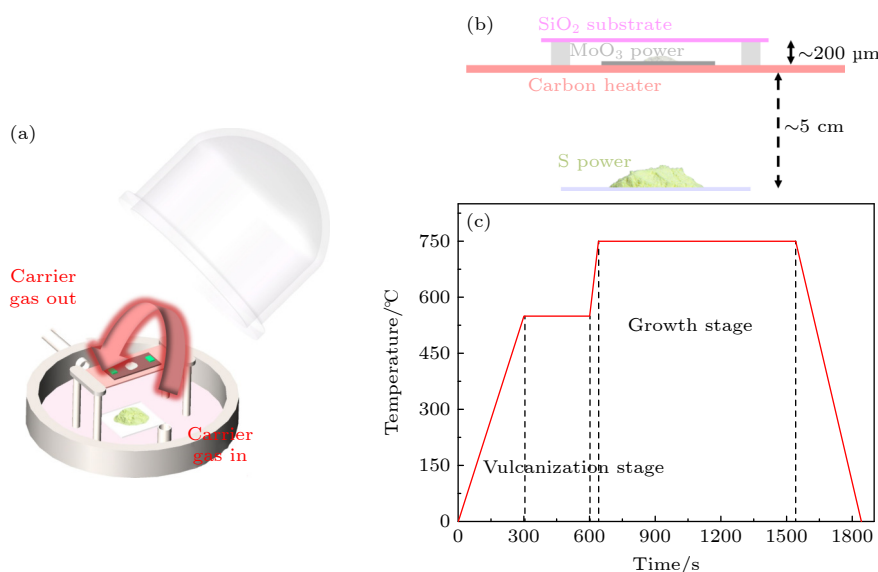 (a)
Carrier
gas out
Carrier
gas in
(b)
SiO₂ substrate
MoO₃ power
~200 µm
Carbon heater
~5 cm
S power
(c)
Temperature/℃
750
600
450
300
150
0
Growth stage
Vulcanization stage
0 300 600 900 1200 1500 1800
Time/s